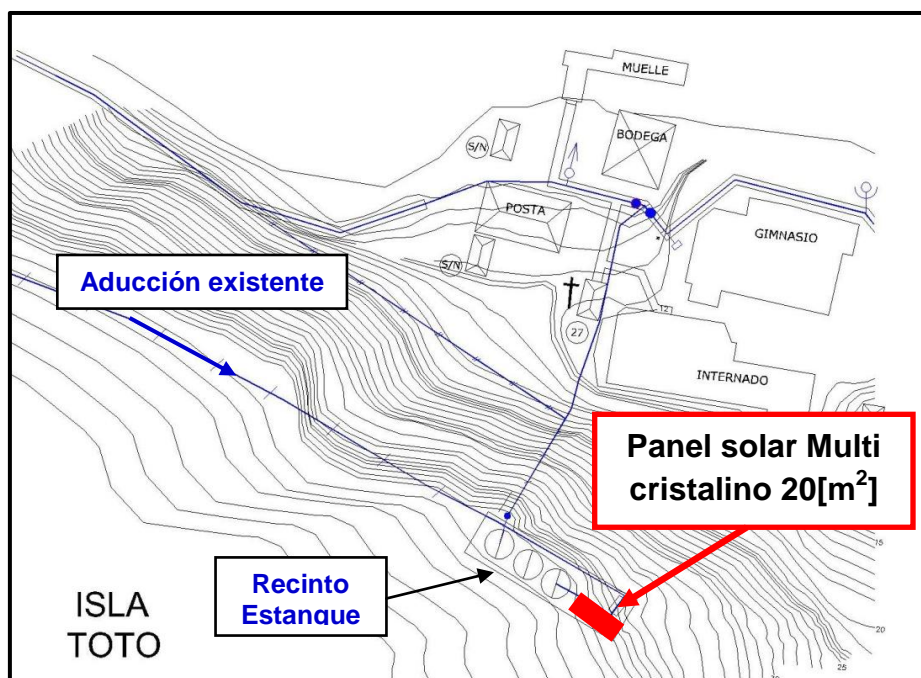 MUELLE
BODEGA
S/N
POSTA
GIMNASIO
S/N
Aducción existente
27
12
INTERNADO
Panel solar Multi
cristalino 20[m²]
15
Recinto
Estanque
ISLA
TOTO
20
25